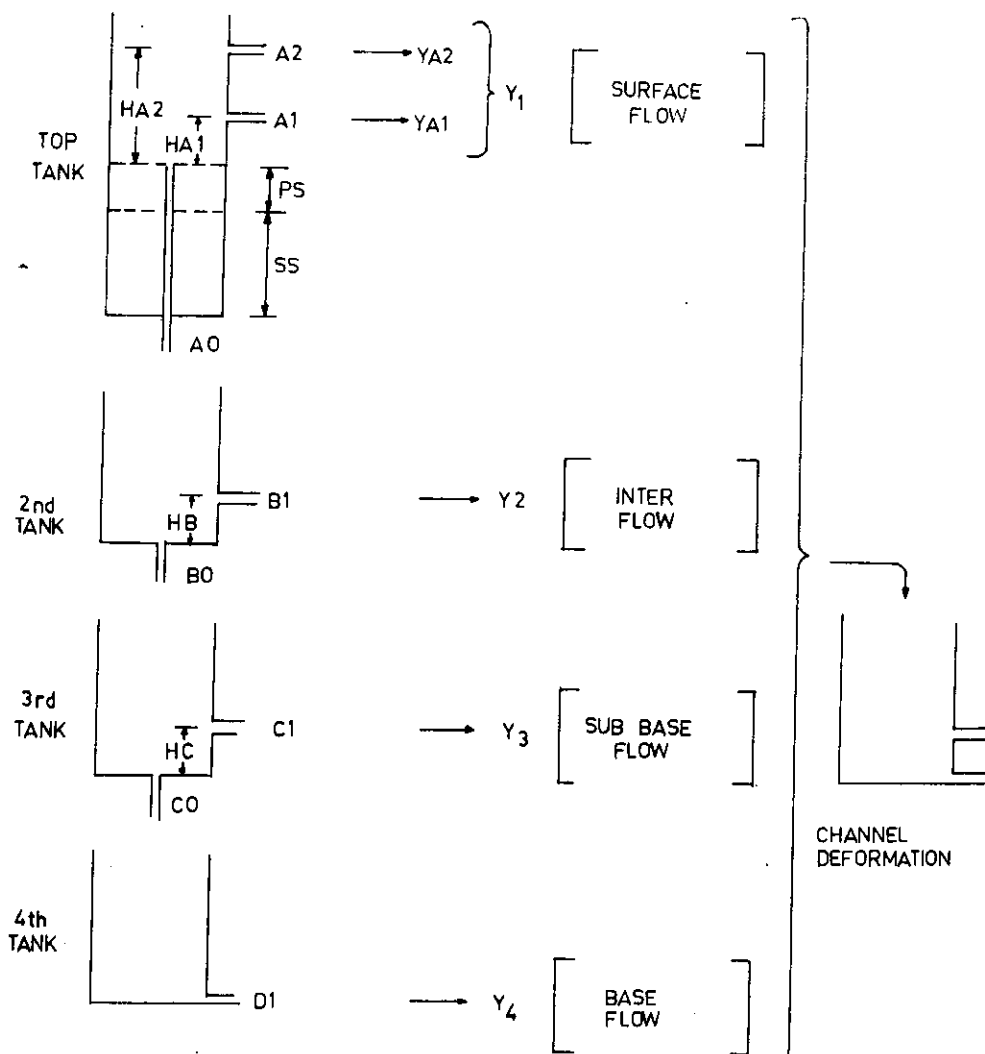 A2
YA2
HA2
Y1
SURFACE
FLOW
A1
YA1
HA1
TOP
TANK
PS
SS
A0
2nd
TANK
HB
B1
Y2
INTER
FLOW
B0
3rd
TANK
HC
C1
Y3
SUB BASE
FLOW
C0
CHANNEL
DEFORMATION
4th
TANK
D1
Y4
BASE
FLOW